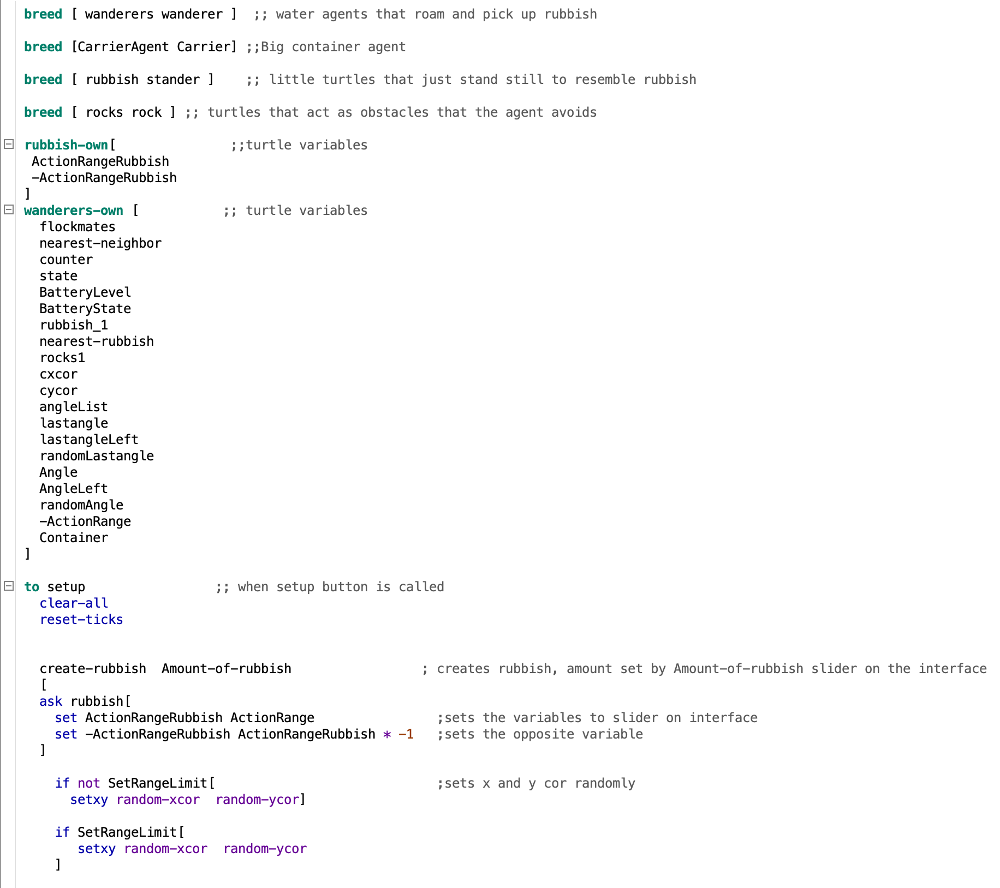 breed [ wanderers wanderer ]  ;; water agents that roam and pick up rubbish
breed [CarrierAgent Carrier] ;;Big container agent
breed [ rubbish stander ]    ;; little turtles that just stand still to resemble rubbish
breed [ rocks rock ] ;; turtles that act as obstacles that the agent avoids
rubbish-own[               ;;turtle variables
 ActionRangeRubbish
 -ActionRangeRubbish
]
wanderers-own [           ;; turtle variables
  flockmates
  nearest-neighbor
  counter
  state
  BatteryLevel
  BatteryState
  rubbish_1
  nearest-rubbish
  rocks1
  cxcor
  cycor
  angleList
  lastangle
  lastangleLeft
  randomLastangle
  Angle
  AngleLeft
  randomAngle
  -ActionRange
  Container
]
to setup                 ;; when setup button is called
  clear-all
  reset-ticks
  create-rubbish  Amount-of-rubbish                 ; creates rubbish, amount set by Amount-of-rubbish slider on the interface
  [
  ask rubbish[
    set ActionRangeRubbish ActionRange                ;sets the variables to slider on interface
    set -ActionRangeRubbish ActionRangeRubbish * -1   ;sets the opposite variable
  ]
    if not SetRangeLimit[                             ;sets x and y cor randomly
      setxy random-xcor  random-ycor]
    if SetRangeLimit[
       setxy random-xcor  random-ycor
    ]